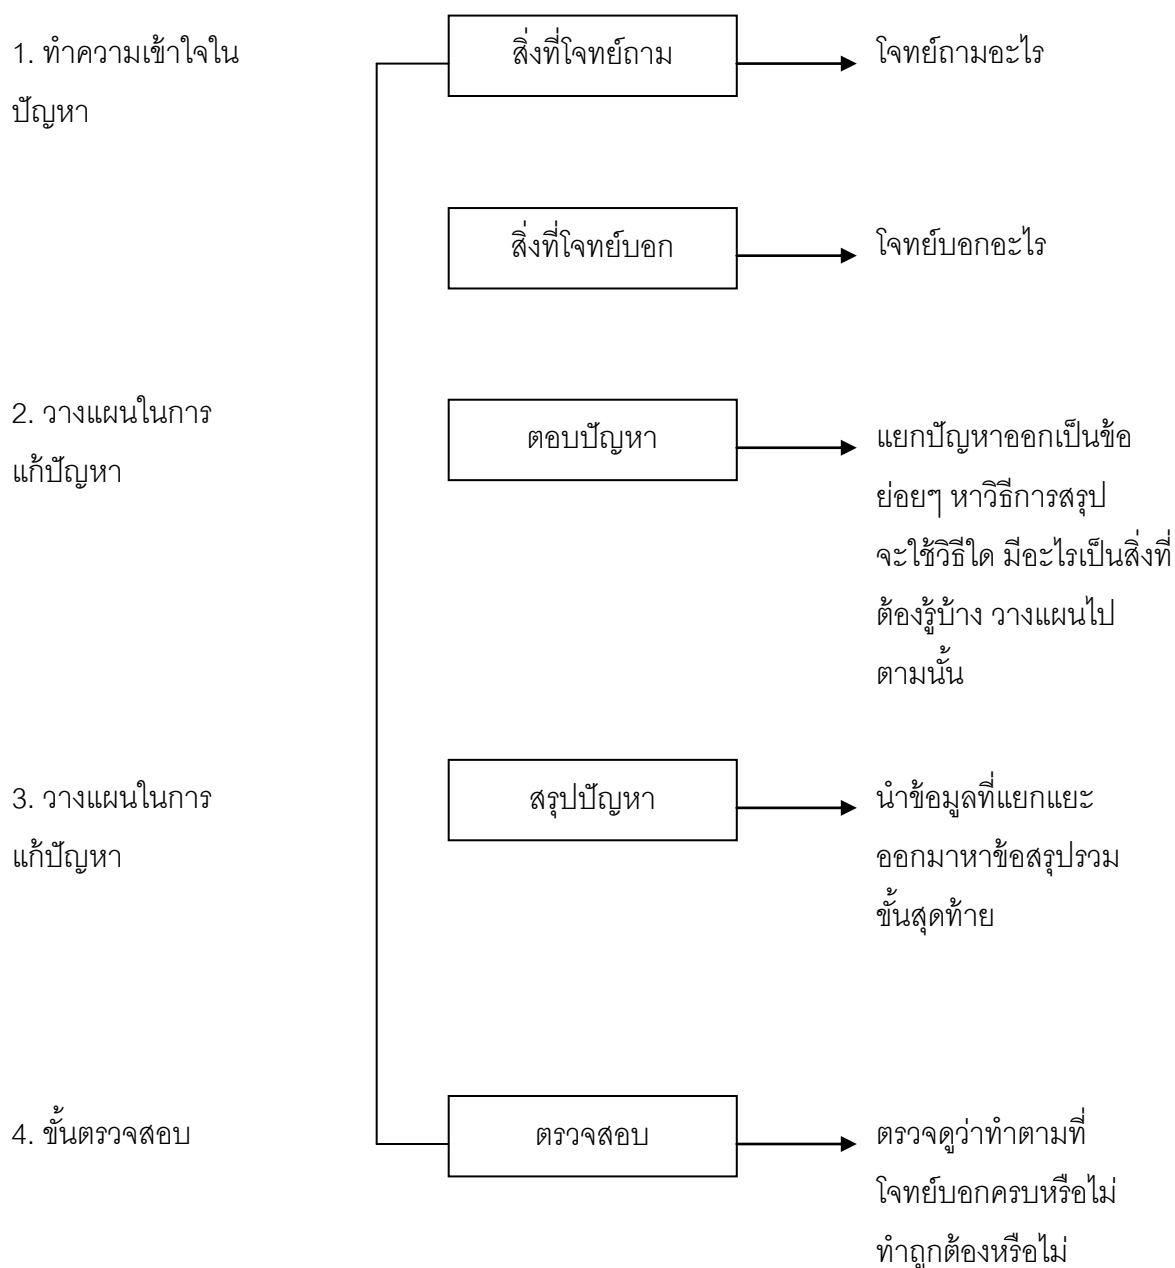 1. ทำความเข้าใจใน
ปัญหา
สิ่งที่โจทย์ถาม
โจทย์ถามอะไร
สิ่งที่โจทย์บอก
โจทย์บอกอะไร
2. วางแผนในการ
แก้ปัญหา
ตอบปัญหา
แยกปัญหาออกเป็นข้อ
ย่อยๆ หาวิธีการสรุป
จะใช้วิธีใด มีอะไรเป็นสิ่งที่
ต้องรู้บ้าง วางแผนไป
ตามนั้น
3. วางแผนในการ
แก้ปัญหา
สรุปปัญหา
นำข้อมูลที่แยกแยะ
ออกมาหาข้อสรุปรวม
ขั้นสุดท้าย
4. ขั้นตรวจสอบ
ตรวจสอบ
ตรวจดูว่าทำตามที่
โจทย์บอกครบหรือไม่
ทำถูกต้องหรือไม่